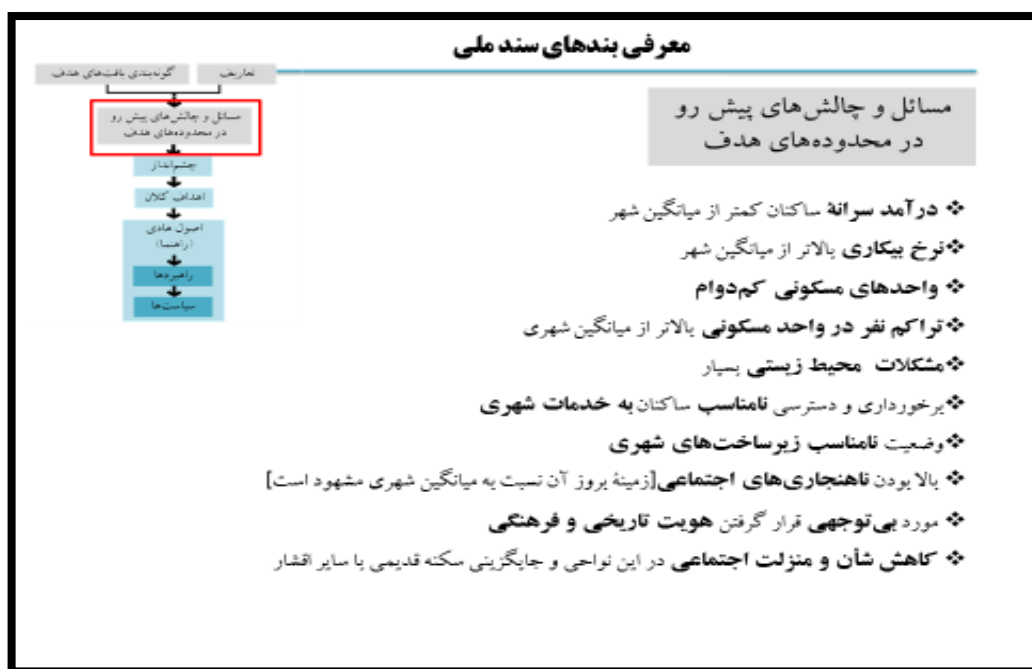 معرفی بندهای سند ملی
تعاریف
گونه‌بندی بافت‌های هدف
مسائل و چالش‌های پیش رو
در محدوده‌های هدف
چشم‌انداز
اهداف کلان
اصول هادی
(راهنما)
راهبردها
سیاست‌ها
مسائل و چالش‌های پیش رو
در محدوده‌های هدف
❖ درآمد سرانهٔ ساکنان کمتر از میانگین شهر
❖نرخ بیکاری بالاتر از میانگین شهر
❖ واحدهای مسکونی کم‌دوام
❖تراکم نفر در واحد مسکونی بالاتر از میانگین شهری
❖مشکلات محیط زیستی بسیار
❖برخورداری و دسترسی نامناسب ساکنان به خدمات شهری
❖وضعیت نامناسب زیرساخت‌های شهری
❖ بالا بودن ناهنجاری‌های اجتماعی[زمینهٔ بروز آن نسبت به میانگین شهری مشهود است]
❖ مورد بی‌توجهی قرار گرفتن هویت تاریخی و فرهنگی
❖ کاهش شأن و منزلت اجتماعی در این نواحی و جایگزینی سکنه قدیمی با سایر اقشار